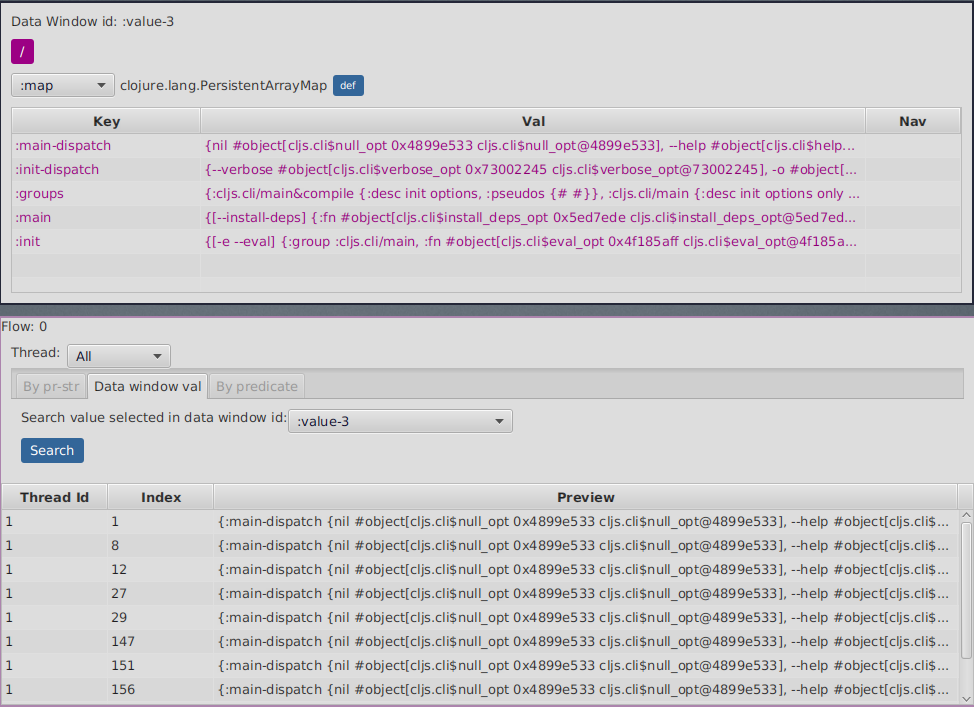 Data Window id: :value-3
/
:map clojure.lang.PersistentArrayMap def
Key Val Nav
:main-dispatch {nil #object[cljs.cli$null_opt 0x4899e533 cljs.cli$null_opt@4899e533], --help #object[cljs.cli$help...
:init-dispatch {--verbose #object[cljs.cli$verbose_opt 0x73002245 cljs.cli$verbose_opt@73002245], -o #object[...
:groups {:cljs.cli/main&compile {:desc init options, :pseudos {# #}}, :cljs.cli/main {:desc init options only ...
:main {[--install-deps] {:fn #object[cljs.cli$install_deps_opt 0x5ed7ede cljs.cli$install_deps_opt@5ed7ed...
:init {[-e --eval] {:group :cljs.cli/main, :fn #object[cljs.cli$eval_opt 0x4f185aff cljs.cli$eval_opt@4f185a...
Flow: 0
Thread: All
By pr-str Data window val By predicate
Search value selected in data window id: :value-3
Search
Thread Id Index Preview
1 1 {:main-dispatch {nil #object[cljs.cli$null_opt 0x4899e533 cljs.cli$null_opt@4899e533], --help #object[cljs.cli$...
1 8 {:main-dispatch {nil #object[cljs.cli$null_opt 0x4899e533 cljs.cli$null_opt@4899e533], --help #object[cljs.cli$...
1 12 {:main-dispatch {nil #object[cljs.cli$null_opt 0x4899e533 cljs.cli$null_opt@4899e533], --help #object[cljs.cli$...
1 27 {:main-dispatch {nil #object[cljs.cli$null_opt 0x4899e533 cljs.cli$null_opt@4899e533], --help #object[cljs.cli$...
1 29 {:main-dispatch {nil #object[cljs.cli$null_opt 0x4899e533 cljs.cli$null_opt@4899e533], --help #object[cljs.cli$...
1 147 {:main-dispatch {nil #object[cljs.cli$null_opt 0x4899e533 cljs.cli$null_opt@4899e533], --help #object[cljs.cli$...
1 151 {:main-dispatch {nil #object[cljs.cli$null_opt 0x4899e533 cljs.cli$null_opt@4899e533], --help #object[cljs.cli$...
1 156 {:main-dispatch {nil #object[cljs.cli$null_opt 0x4899e533 cljs.cli$null_opt@4899e533], --help #object[cljs.cli$...